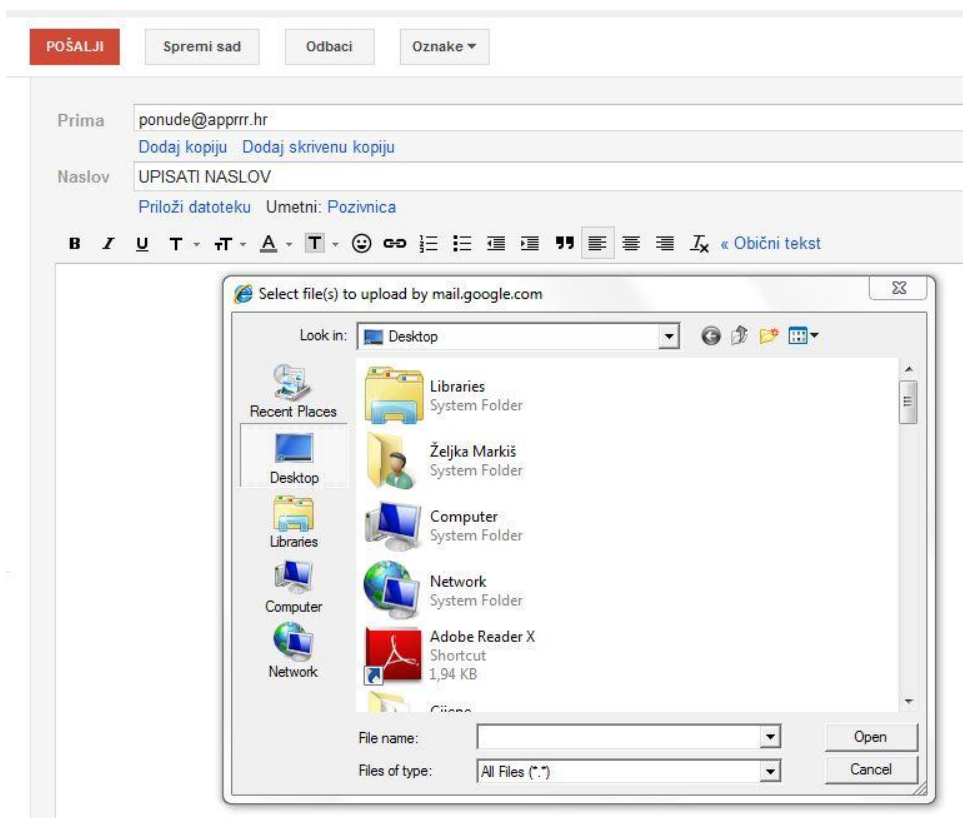 POŠALJI Spremi sad Odbaci Oznake
Prima ponude@apprrr.hr
Dodaj kopiju Dodaj skrivenu kopiju
Naslov UPISATI NASLOV
Priloži datoteku Umetni: Pozivnica
B I U T T A T « Obični tekst
Select file(s) to upload by mail.google.com
Look in: Desktop
Recent Places
Desktop
Libraries
Computer
Network
Libraries
System Folder
Željka Markiš
System Folder
Computer
System Folder
Network
System Folder
Adobe Reader X
Shortcut
1,94 KB
Cijene
File name: Open
Files of type: All Files (*.*) Cancel